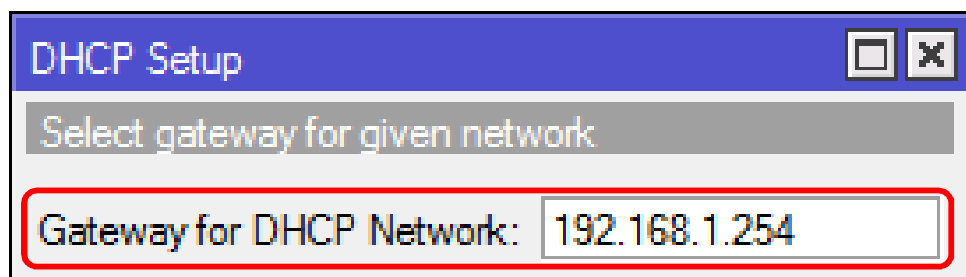 DHCP Setup
Select gateway for given network
Gateway for DHCP Network: 192.168.1.254